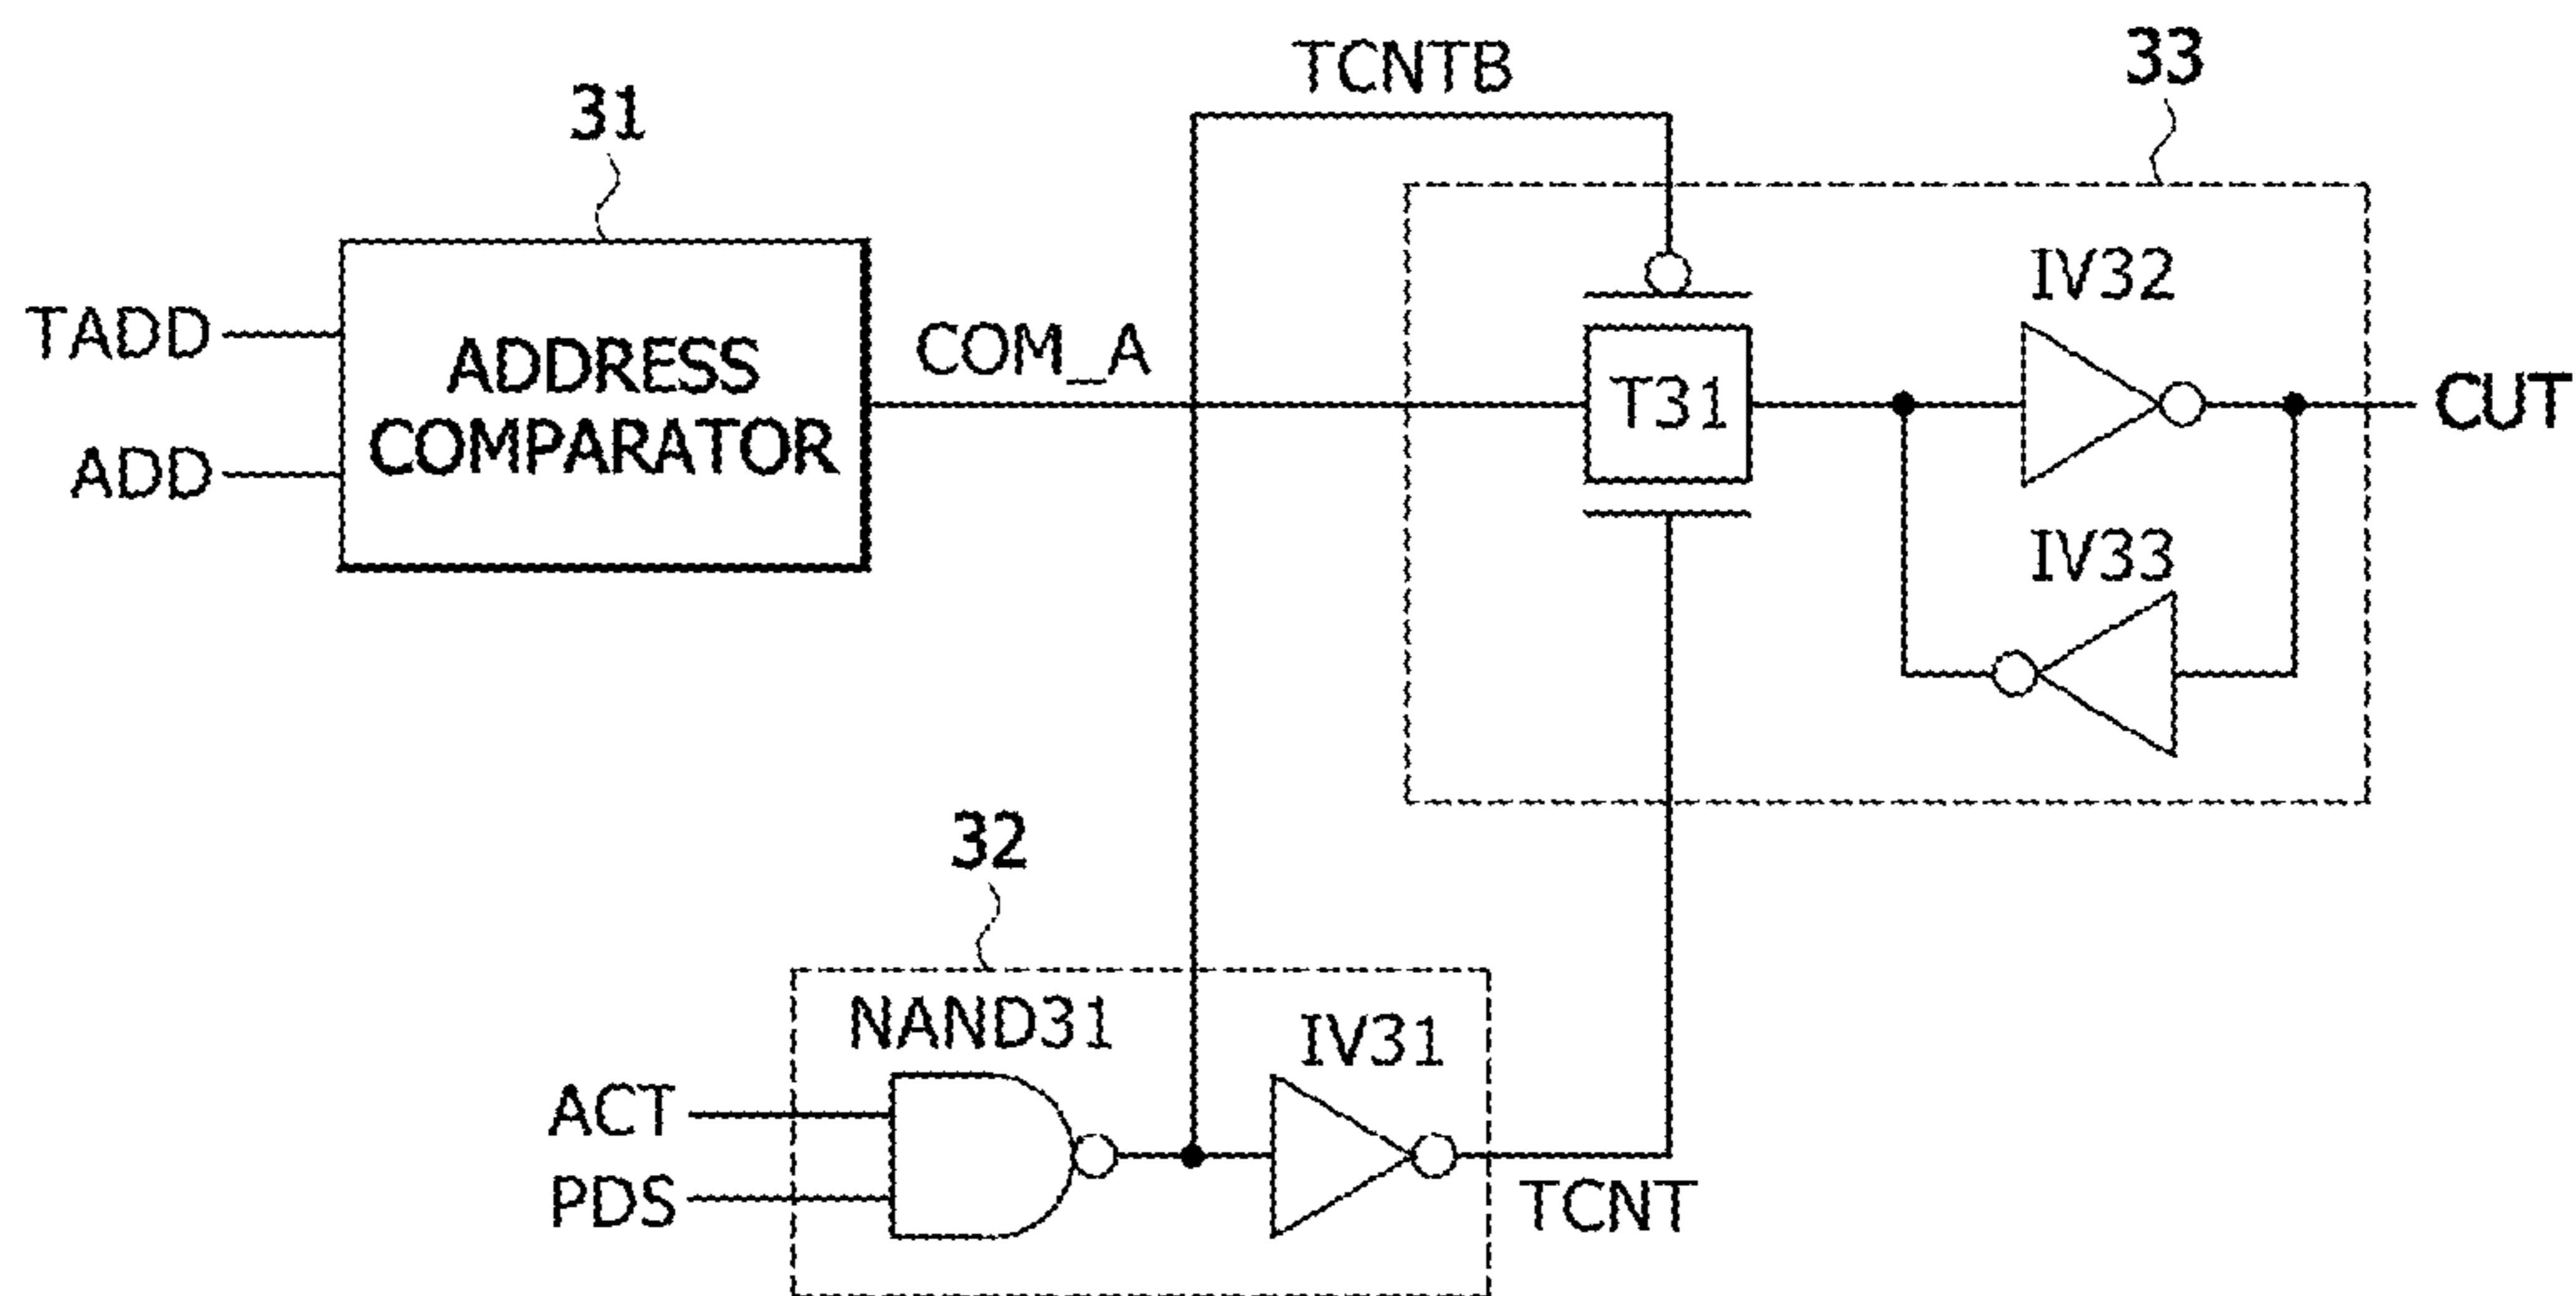 TCNTB
33
31
IV32
TADD
ADDRESS
COMPARATOR
COM_A
T31
CUT
ADD
IV33
32
NAND31
IV31
ACT
PDS
TCNT